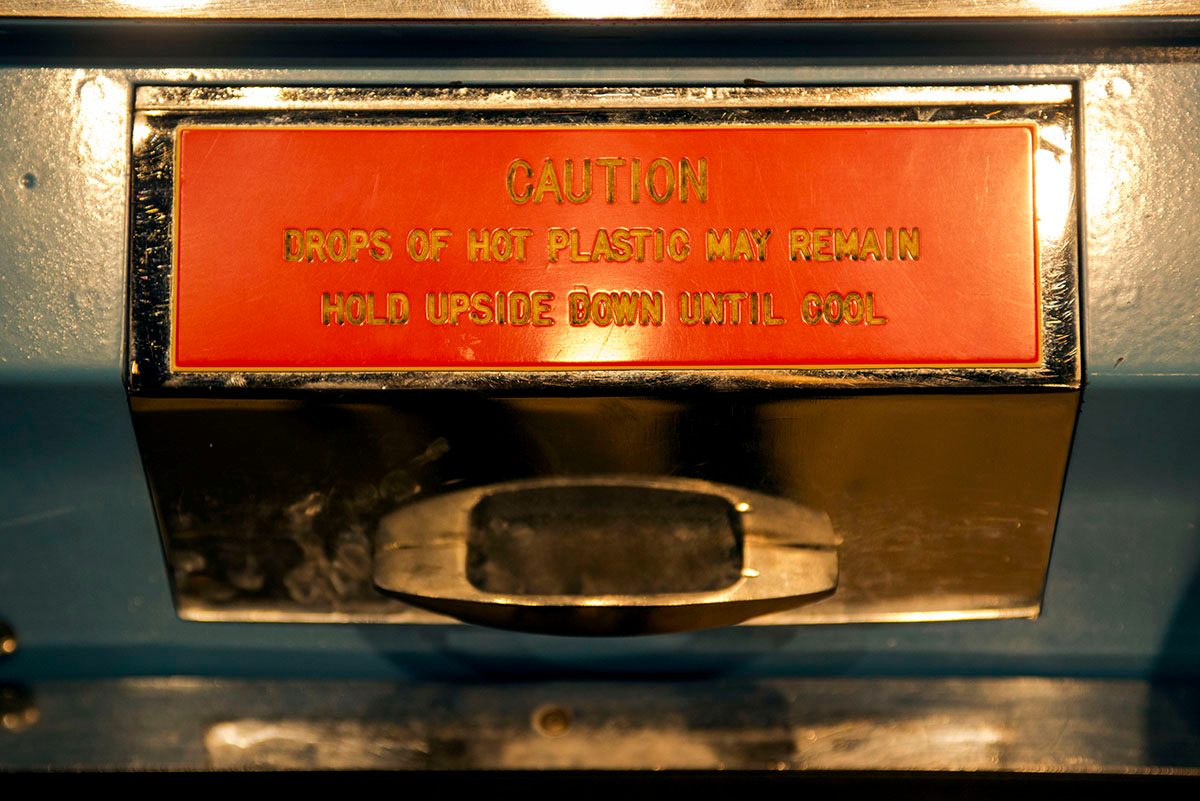 CAUTION
DROPS OF HOT PLASTIC MAY REMAIN
HOLD UPSIDE DOWN UNTIL COOL